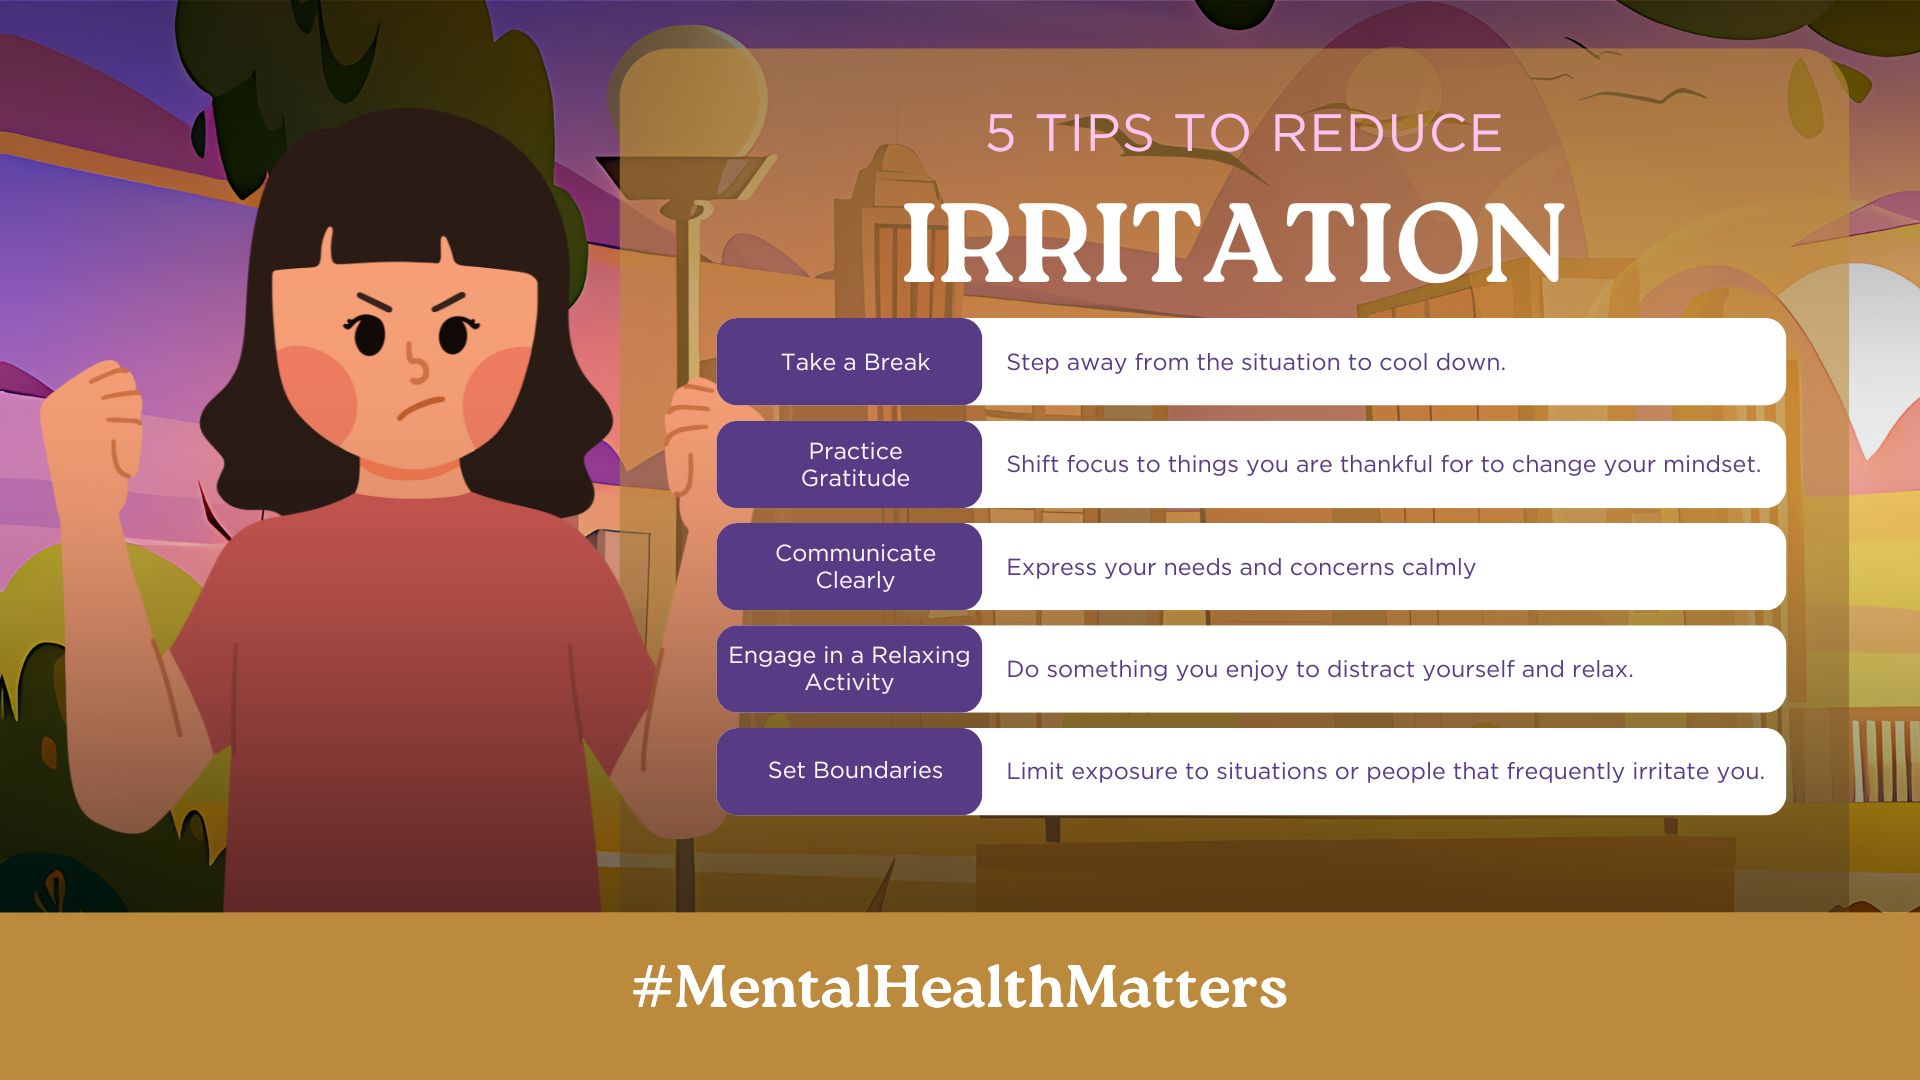 5 TIPS TO REDUCE
IRRITATION
Take a Break
Step away from the situation to cool down.
Practice
Gratitude
Shift focus to things you are thankful for to change your mindset.
Communicate
Clearly
Express your needs and concerns calmly
Engage in a Relaxing
Activity
Do something you enjoy to distract yourself and relax.
Set Boundaries
Limit exposure to situations or people that frequently irritate you.
#MentalHealthMatters